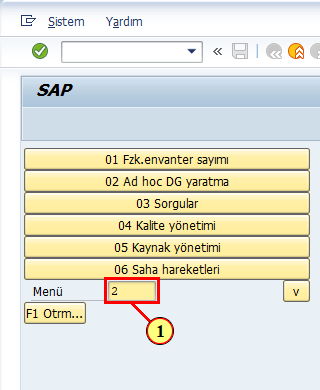 Sistem Yardım
SAP
01 Fzk.envanter sayımı
02 Ad hoc DG yaratma
03 Sorgular
04 Kalite yönetimi
05 Kaynak yönetimi
06 Saha hareketleri
Menü 2 v
F1 Otrm...
1